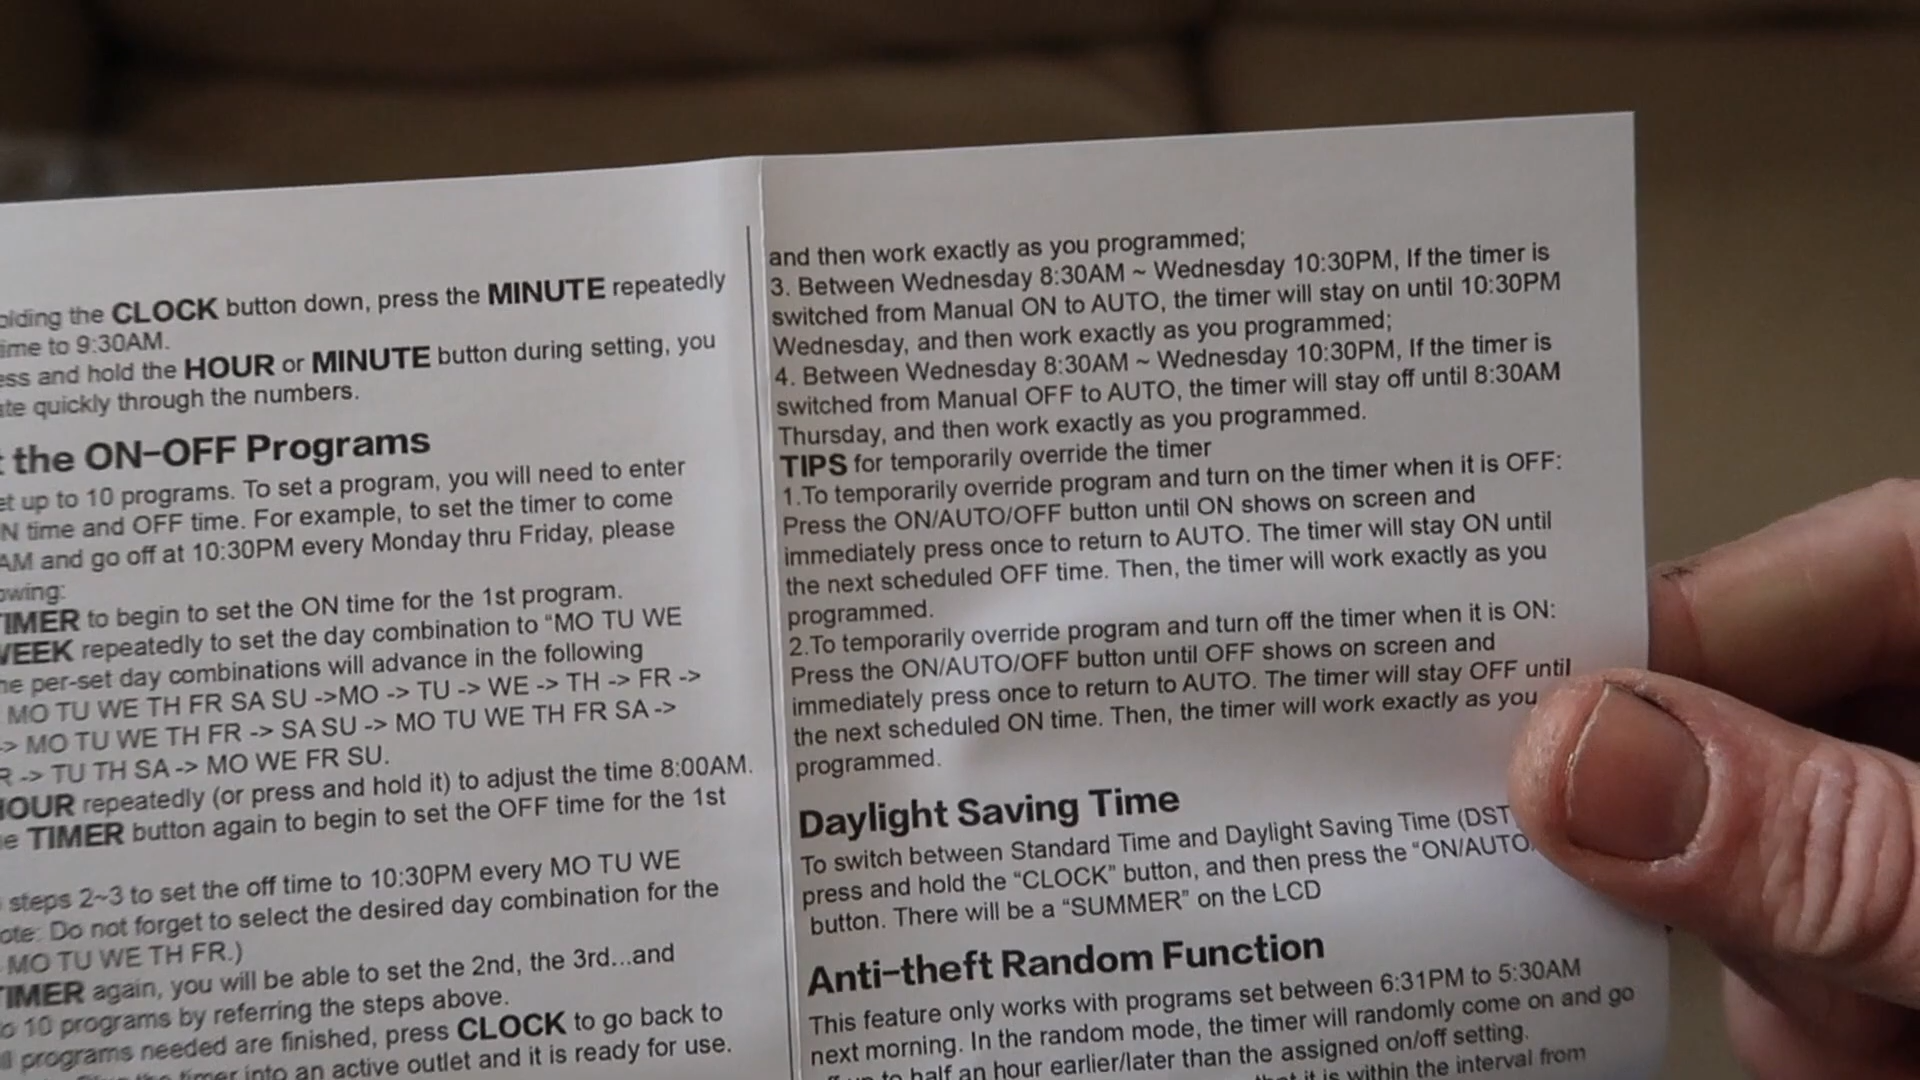 olding the CLOCK button down, press the MINUTE repeatedly
ime to 9:30AM.
ess and hold the HOUR or MINUTE button during setting, you
te quickly through the numbers.
the ON-OFF Programs
et up to 10 programs. To set a program, you will need to enter
N time and OFF time. For example, to set the timer to come
AM and go off at 10:30PM every Monday thru Friday, please
owing:
TIMER to begin to set the ON time for the 1st program.
WEEK repeatedly to set the day combination to “MO TU WE
he per-set day combinations will advance in the following
MO TU WE TH FR SA SU ->MO -> TU -> WE -> TH -> FR ->
-> MO TU WE TH FR -> SA SU -> MO TU WE TH FR SA ->
R -> TU TH SA -> MO WE FR SU.
HOUR repeatedly (or press and hold it) to adjust the time 8:00AM.
e TIMER button again to begin to set the OFF time for the 1st
steps 2~3 to set the off time to 10:30PM every MO TU WE
ote: Do not forget to select the desired day combination for the
MO TU WE TH FR.)
TIMER again, you will be able to set the 2nd, the 3rd...and
o 10 programs by referring the steps above.
ll programs needed are finished, press CLOCK to go back to
timer into an active outlet and it is ready for use.
and then work exactly as you programmed;
3. Between Wednesday 8:30AM ~ Wednesday 10:30PM, If the timer is
switched from Manual ON to AUTO, the timer will stay on until 10:30PM
Wednesday, and then work exactly as you programmed;
4. Between Wednesday 8:30AM ~ Wednesday 10:30PM, If the timer is
switched from Manual OFF to AUTO, the timer will stay off until 8:30AM
Thursday, and then work exactly as you programmed.
TIPS for temporarily override the timer
1.To temporarily override program and turn on the timer when it is OFF:
Press the ON/AUTO/OFF button until ON shows on screen and
immediately press once to return to AUTO. The timer will stay ON until
the next scheduled OFF time. Then, the timer will work exactly as you
programmed.
2.To temporarily override program and turn off the timer when it is ON:
Press the ON/AUTO/OFF button until OFF shows on screen and
immediately press once to return to AUTO. The timer will stay OFF until
the next scheduled ON time. Then, the timer will work exactly as you
programmed.
Daylight Saving Time
To switch between Standard Time and Daylight Saving Time (DST
press and hold the “CLOCK” button, and then press the “ON/AUTO
button. There will be a “SUMMER” on the LCD
Anti-theft Random Function
This feature only works with programs set between 6:31PM to 5:30AM
next morning. In the random mode, the timer will randomly come on and go
to half an hour earlier/later than the assigned on/off setting.
it is within the interval from